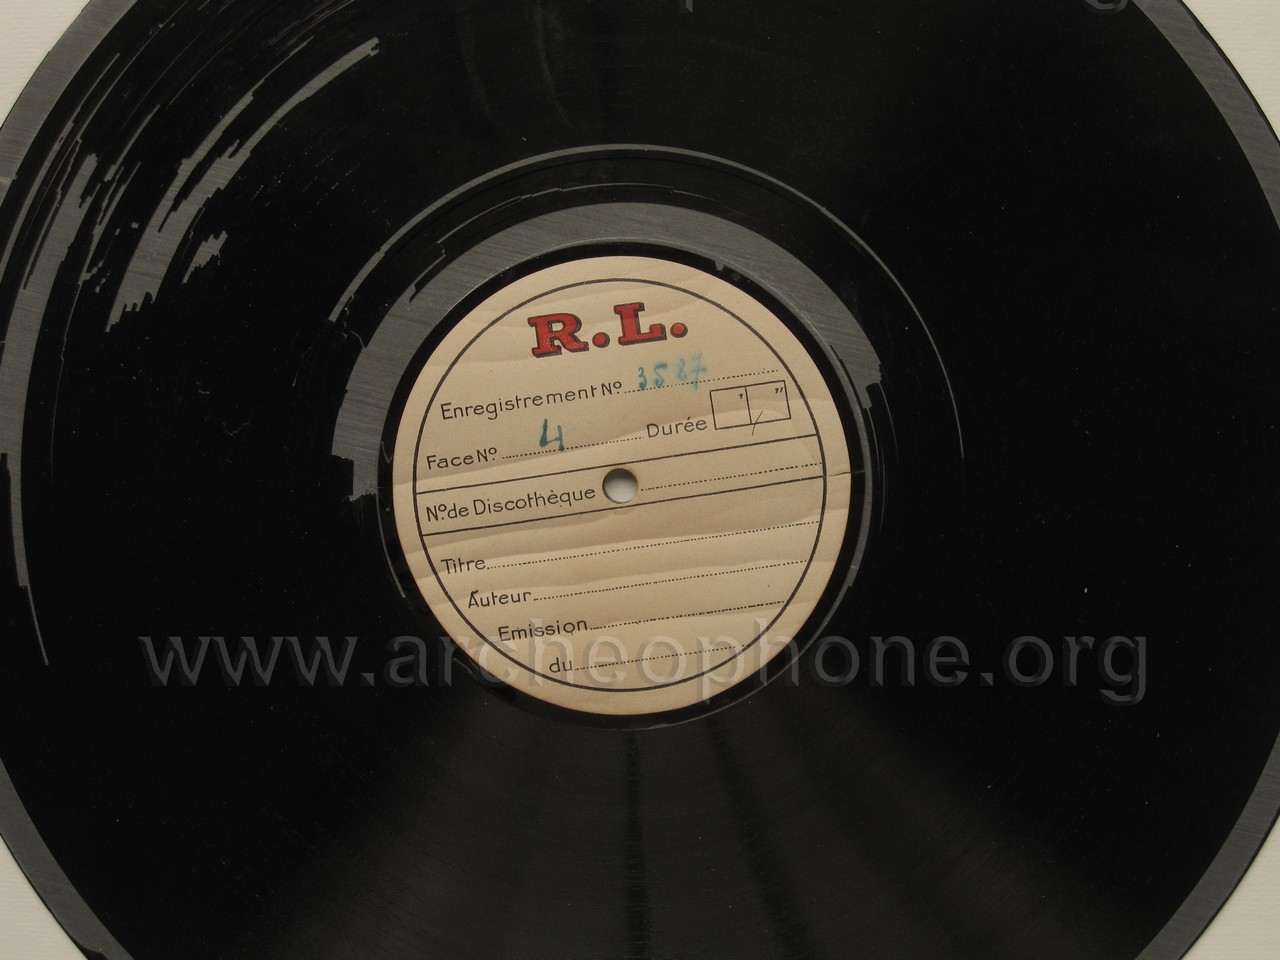 R.L.
Enregistrement No. 3587
Face No. 4 Durée ' "
No. de Discothèque
Titre
Auteur
Emission
du
www.archeophone.org